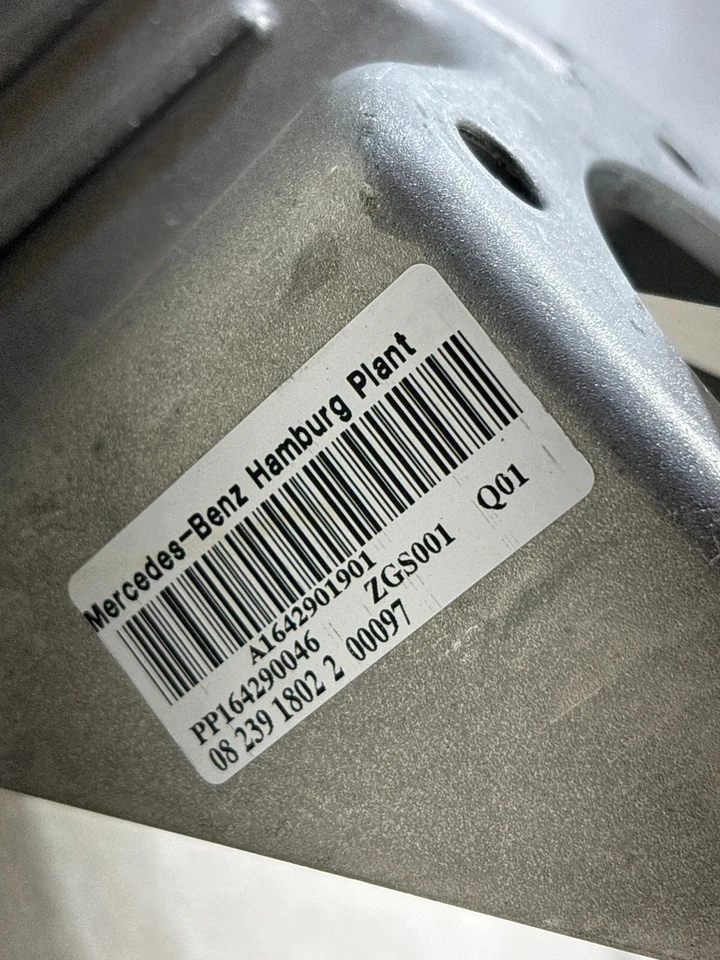 Mercedes-Benz Hamburg Plant
A1642901901
PP164290046 ZGS001 Q01
08 239 1802 2 00097